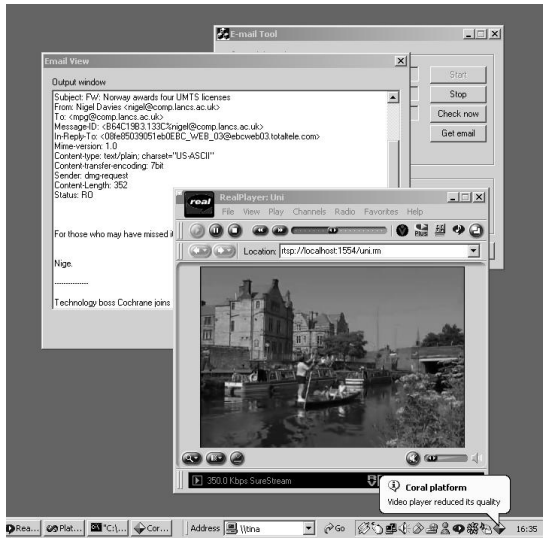 E-mail Tool
Email View
Output window
Subject: FW: Norway awards four UMTS licenses
From: Nigel Davies <nigel@comp.lancs.ac.uk>
To: <mpg@comp.lancs.ac.uk>
Message-ID: <B64C19B3.133C%nigel@comp.lancs.ac.uk>
In-Reply-To: <08fe85039051eb0EBC_WEB_03@ebcweb03.totaltele.com>
Mime-version: 1.0
Content-type: text/plain; charset="US-ASCII"
Content-transfer-encoding: 7bit
Sender: dmg-request
Content-Length: 352
Status: RO
For those who may have missed it
Nige.
---------------
Technology boss Cochrane joins
Start
Stop
Check now
Get email
real RealPlayer: Uni
File View Play Channels Radio Favorites Help
Plus
Location: rtsp://localhost:1554/uni.rm
350.0 Kbps SureStream
Coral platform
Video player reduced its quality
Rea... Plat... "C:\... Cor... Address \\tina Go 16:35